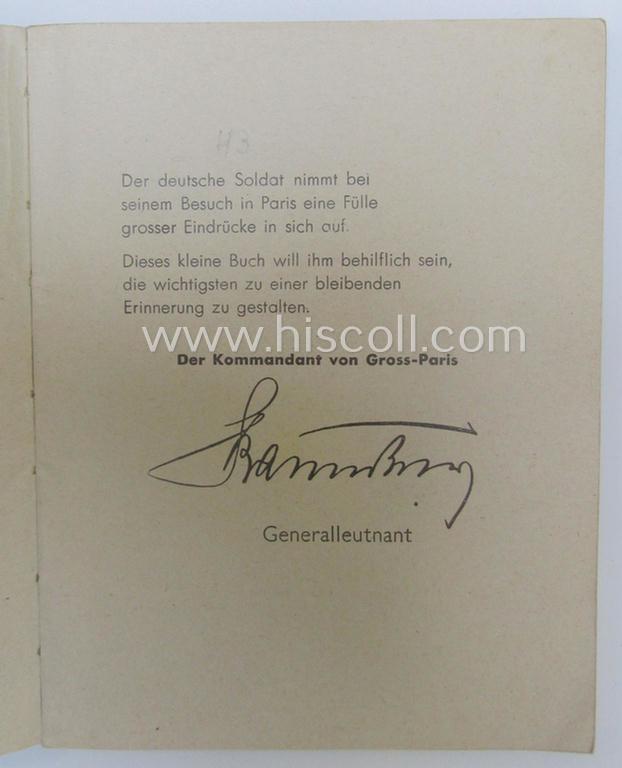 H3
Der deutsche Soldat nimmt bei
seinem Besuch in Paris eine Fülle
grosser Eindrücke in sich auf.
Dieses kleine Buch will ihm behilflich sein,
die wichtigsten zu einer bleibenden
Erinnerung zu gestalten.
www.hiscoll.com
Der Kommandant von Gross-Paris
Generalleutnant